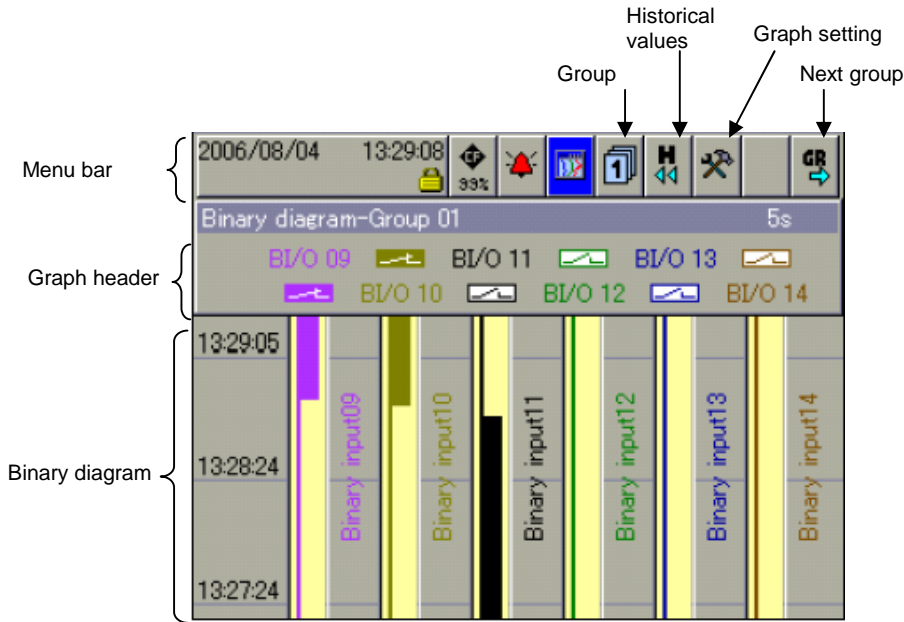 Historical
values
Graph setting
Group
Next group
Menu bar
2006/08/04 13:29:08
CP
99%
1
H
GR
Binary diagram-Group 01 5s
Graph header
BI/O 09 BI/O 11 BI/O 13
BI/O 10 BI/O 12 BI/O 14
13:29:05
Binary diagram
13:28:24
13:27:24
Binary input09
Binary input10
Binary input11
Binary input12
Binary input13
Binary input14